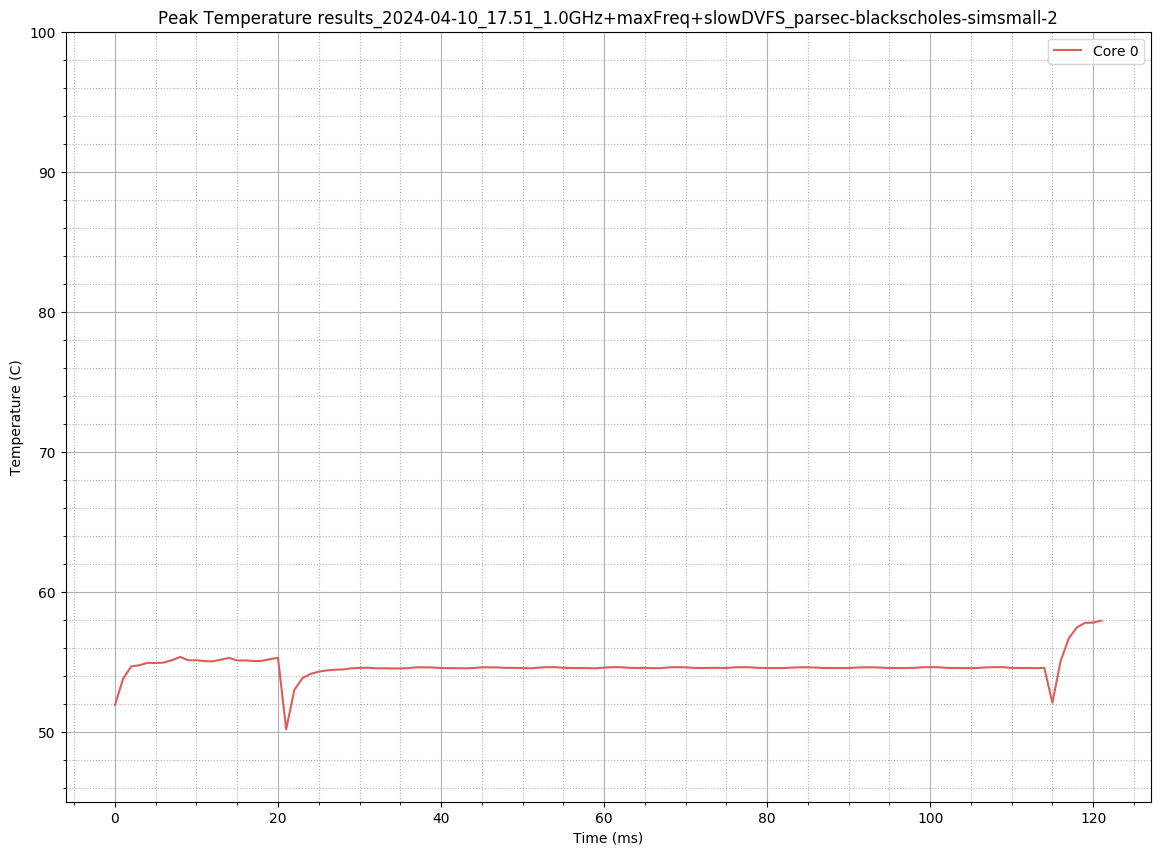 Peak Temperature results_2024-04-10_17.51_1.0GHz+maxFreq+slowDVFS_parsec-blackscholes-simsmall-2
Core 0
100
90
80
70
60
50
Temperature (C)
0 20 40 60 80 100 120
Time (ms)